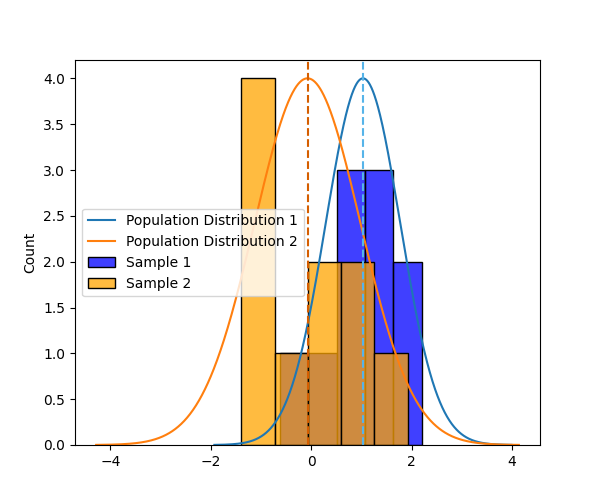 4.0
3.5
3.0
2.5
2.0
1.5
1.0
0.5
0.0
Count
Population Distribution 1
Population Distribution 2
Sample 1
Sample 2
−4 −2 0 2 4